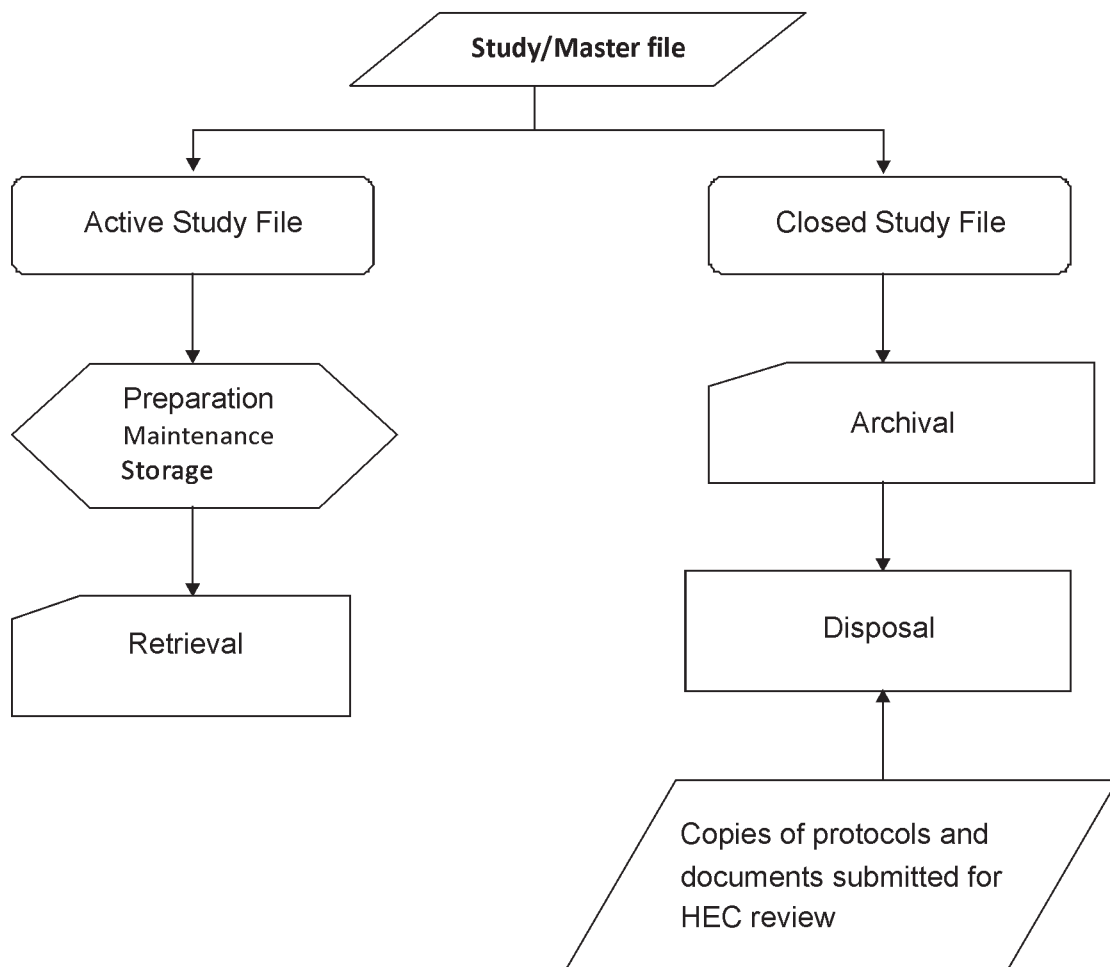 Study/Master file
Active Study File
Closed Study File
Preparation
Maintenance
Storage
Archival
Retrieval
Disposal
Copies of protocols and
documents submitted for
HEC review